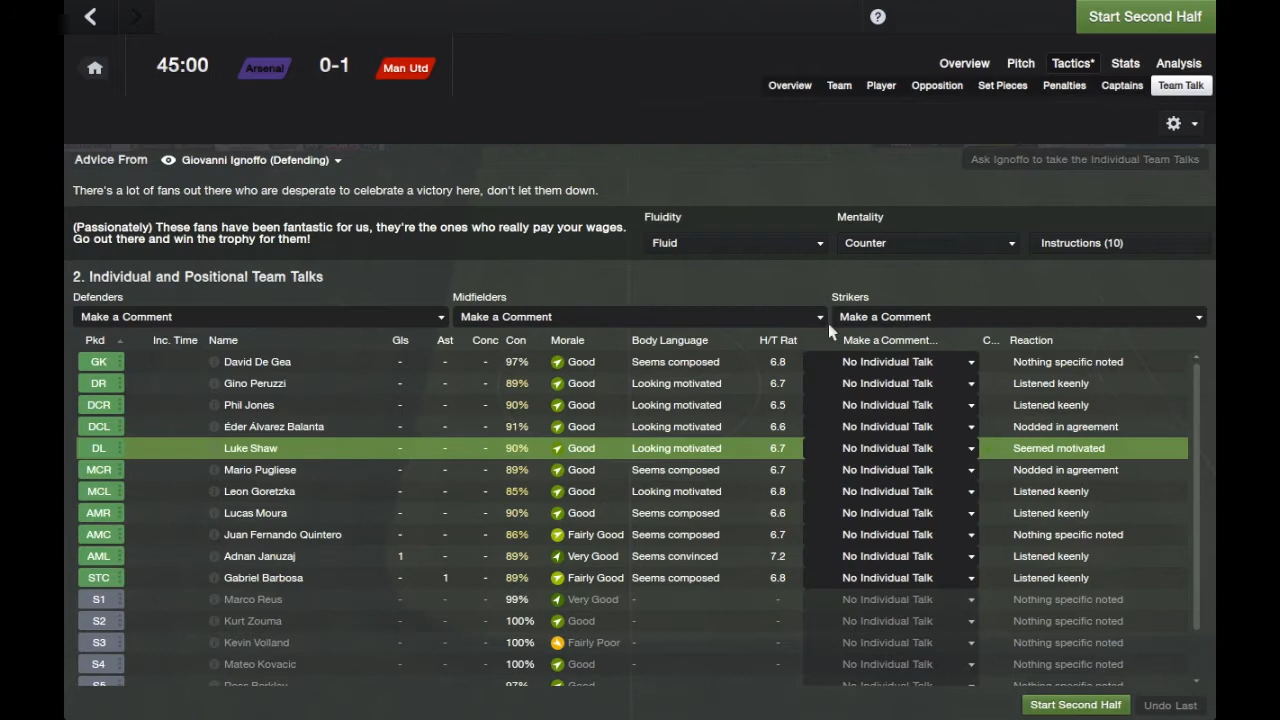 Start Second Half
45:00 Arsenal 0-1 Man Utd
Overview Pitch Tactics* Stats Analysis
Overview Team Player Opposition Set Pieces Penalties Captains Team Talk
Advice From Giovanni Ignoffo (Defending) Ask Ignoffo to take the Individual Team Talks
There's a lot of fans out there who are desperate to celebrate a victory here, don't let them down.
(Passionately) These fans have been fantastic for us, they're the ones who really pay your wages.
Go out there and win the trophy for them!
Fluidity Mentality
Fluid Counter Instructions (10)
2. Individual and Positional Team Talks
Defenders Midfielders Strikers
Make a Comment Make a Comment Make a Comment
Pkd Inc. Time Name Gls Ast Conc Con Morale Body Language H/T Rat Make a Comment... C... Reaction
GK David De Gea - - - 97% Good Seems composed 6.8 No Individual Talk Nothing specific noted
DR Gino Peruzzi - - - 89% Good Looking motivated 6.7 No Individual Talk Listened keenly
DCR Phil Jones - - - 90% Good Looking motivated 6.5 No Individual Talk Listened keenly
DCL Éder Álvarez Balanta - - - 91% Good Looking motivated 6.6 No Individual Talk Nodded in agreement
DL Luke Shaw - - - 90% Good Looking motivated 6.7 No Individual Talk Seemed motivated
MCR Mario Pugliese - - - 89% Good Seems composed 6.7 No Individual Talk Nodded in agreement
MCL Leon Goretzka - - - 85% Good Looking motivated 6.8 No Individual Talk Listened keenly
AMR Lucas Moura - - - 90% Good Seems composed 6.6 No Individual Talk Listened keenly
AMC Juan Fernando Quintero - - - 86% Fairly Good Seems composed 6.7 No Individual Talk Nothing specific noted
AML Adnan Januzaj 1 - - 89% Very Good Seems convinced 7.2 No Individual Talk Listened keenly
STC Gabriel Barbosa - 1 - 89% Fairly Good Seems composed 6.8 No Individual Talk Listened keenly
S1 Marco Reus - - - 99% Very Good - - No Individual Talk Nothing specific noted
S2 Kurt Zouma - - - 100% Good - - No Individual Talk Nothing specific noted
S3 Kevin Volland - - - 100% Fairly Poor - - No Individual Talk Nothing specific noted
S4 Mateo Kovacic - - - 100% Good - - No Individual Talk Nothing specific noted
S5 Ross Barkley - - - 97% Good - - No Individual Talk Nothing specific noted
Start Second Half Undo Last